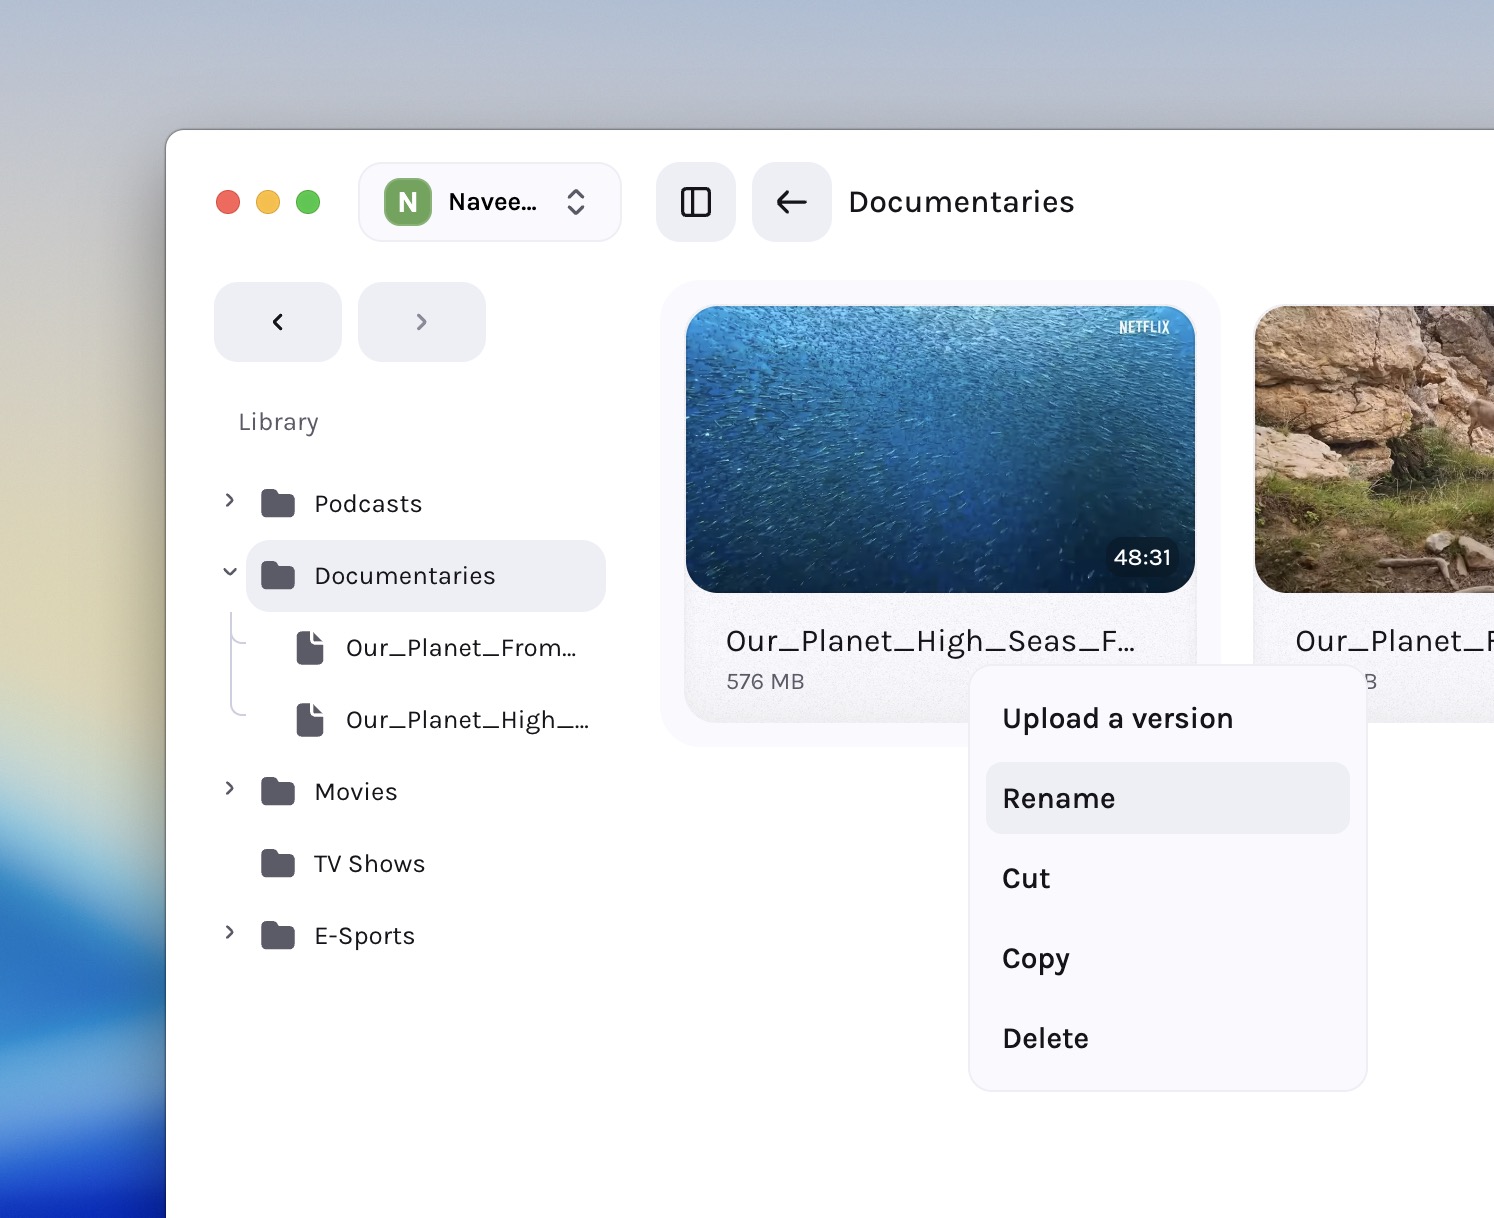 N Navee...
Documentaries
Library
Podcasts
Documentaries
Our_Planet_From...
Our_Planet_High_...
Movies
TV Shows
E-Sports
NETFLIX
48:31
Our_Planet_High_Seas_F...
576 MB
Our_Planet_F
B
Upload a version
Rename
Cut
Copy
Delete